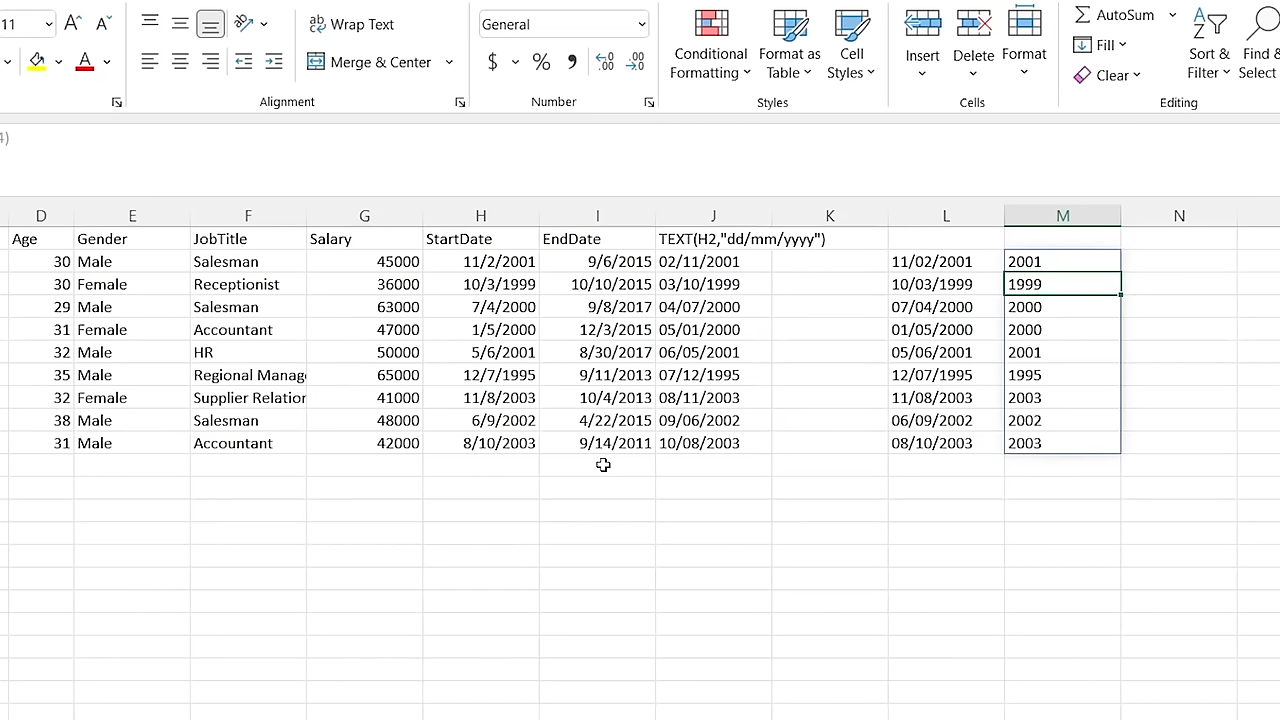 11 A^ A Wrap Text General AutoSum
Merge & Center $ % 9 .00 .00 Conditional Formatting Format as Table Cell Styles Insert Delete Format Fill Clear Sort & Filter Find & Select
Alignment Number Styles Cells Editing
4)
D E F G H I J K L M N
Age Gender JobTitle Salary StartDate EndDate TEXT(H2,"dd/mm/yyyy")
30 Male Salesman 45000 11/2/2001 9/6/2015 02/11/2001 11/02/2001 2001
30 Female Receptionist 36000 10/3/1999 10/10/2015 03/10/1999 10/03/1999 1999
29 Male Salesman 63000 7/4/2000 9/8/2017 04/07/2000 07/04/2000 2000
31 Female Accountant 47000 1/5/2000 12/3/2015 05/01/2000 01/05/2000 2000
32 Male HR 50000 5/6/2001 8/30/2017 06/05/2001 05/06/2001 2001
35 Male Regional Manag 65000 12/7/1995 9/11/2013 07/12/1995 12/07/1995 1995
32 Female Supplier Relation 41000 11/8/2003 10/4/2013 08/11/2003 11/08/2003 2003
38 Male Salesman 48000 6/9/2002 4/22/2015 09/06/2002 06/09/2002 2002
31 Male Accountant 42000 8/10/2003 9/14/2011 10/08/2003 08/10/2003 2003